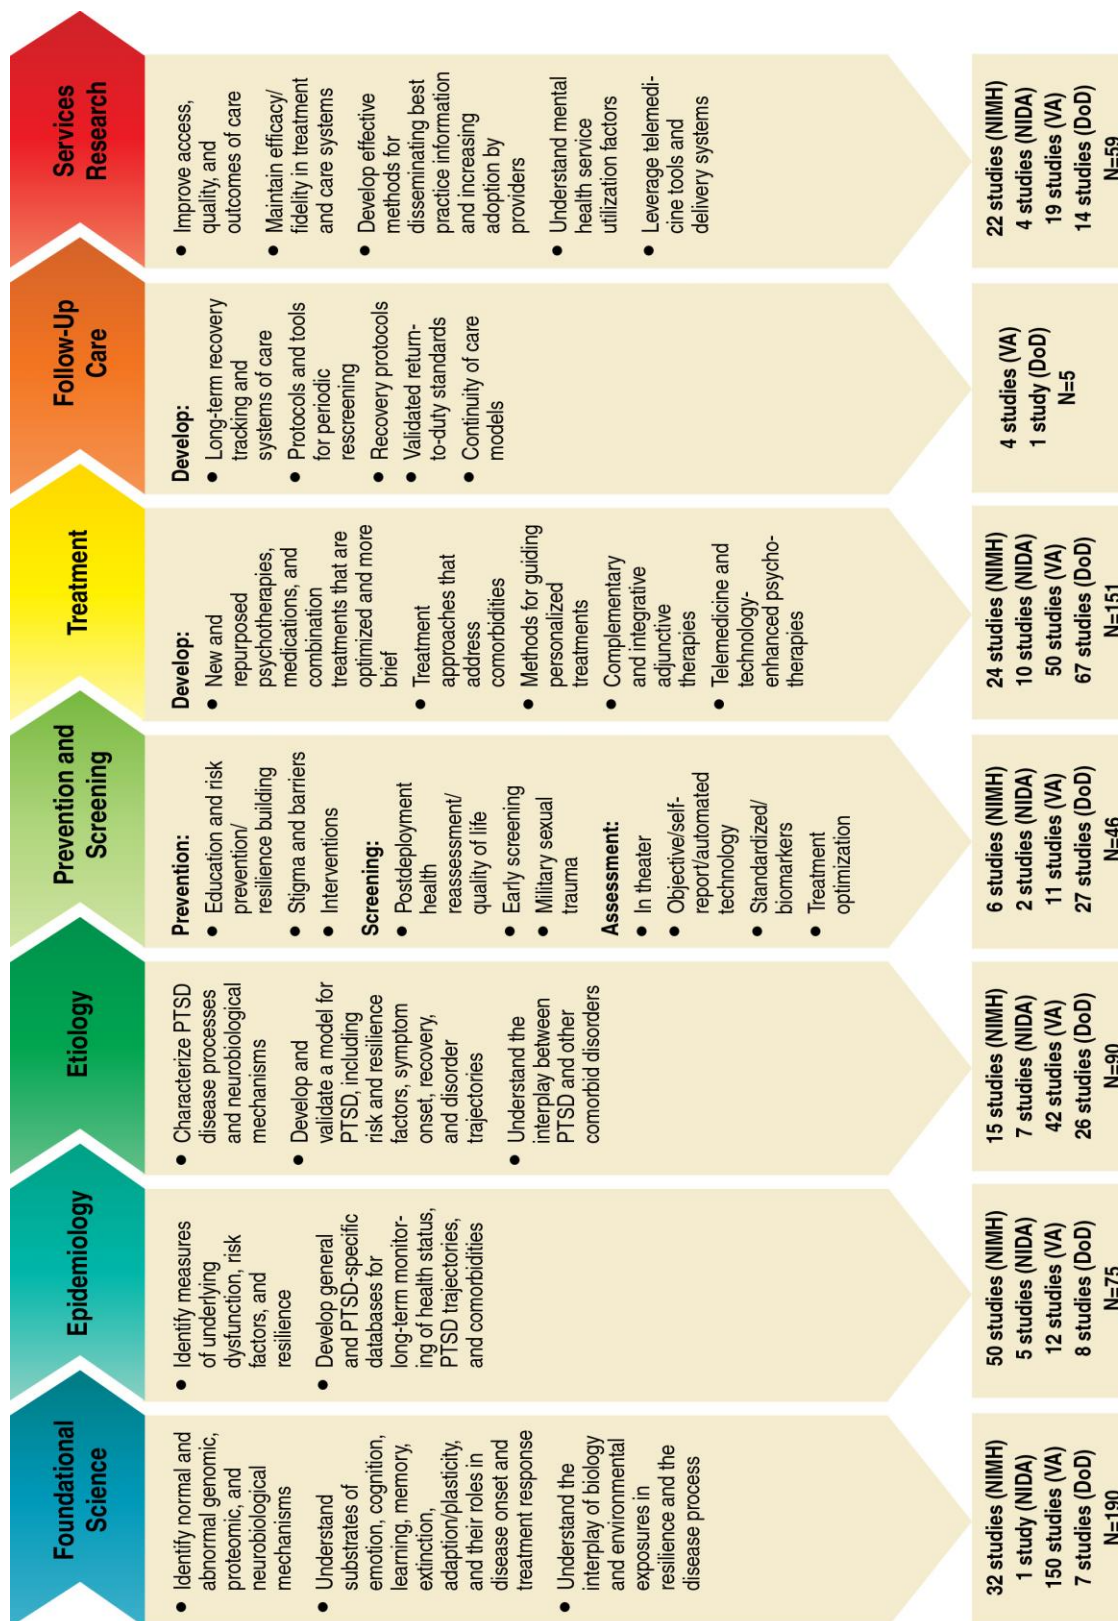 Foundational
Science
● Identify normal and
abnormal genomic,
proteomic, and
neurobiological
mechanisms
● Understand
substrates of
emotion, cognition,
learning, memory,
extinction,
adaption/plasticity,
and their roles in
disease onset and
treatment response
● Understand the
interplay of biology
and environmental
exposures in
resilience and the
disease process
32 studies (NIMH)
1 study (NIDA)
150 studies (VA)
7 studies (DoD)
N=190
Epidemiology
● Identify measures
of underlying
dysfunction, risk
factors, and
resilience
● Develop general
and PTSD-specific
databases for
long-term monitor-
ing of health status,
PTSD trajectories,
and comorbidities
50 studies (NIMH)
5 studies (NIDA)
12 studies (VA)
8 studies (DoD)
N=75
Etiology
● Characterize PTSD
disease processes
and neurobiological
mechanisms
● Develop and
validate a model for
PTSD, including
risk and resilience
factors, symptom
onset, recovery,
and disorder
trajectories
● Understand the
interplay between
PTSD and other
comorbid disorders
15 studies (NIMH)
7 studies (NIDA)
42 studies (VA)
26 studies (DoD)
N=90
Prevention and
Screening
Prevention:
● Education and risk
prevention/
resilience building
● Stigma and barriers
● Interventions
Screening:
● Postdeployment
health
reassessment/
quality of life
● Early screening
● Military sexual
trauma
Assessment:
● In theater
● Objective/self-
report/automated
technology
● Standardized/
biomarkers
● Treatment
optimization
6 studies (NIMH)
2 studies (NIDA)
11 studies (VA)
27 studies (DoD)
N=46
Treatment
Develop:
● New and
repurposed
psychotherapies,
medications, and
combination
treatments that are
optimized and more
brief
● Treatment
approaches that
address
comorbidities
● Methods for guiding
personalized
treatments
● Complementary
and integrative
adjunctive
therapies
● Telemedicine and
technology-
enhanced psycho-
therapies
24 studies (NIMH)
10 studies (NIDA)
50 studies (VA)
67 studies (DoD)
N=151
Follow-Up
Care
Develop:
● Long-term recovery
tracking and
systems of care
● Protocols and tools
for periodic
rescreening
● Recovery protocols
● Validated return-
to-duty standards
● Continuity of care
models
4 studies (VA)
1 study (DoD)
N=5
Services
Research
● Improve access,
quality, and
outcomes of care
● Maintain efficacy/
fidelity in treatment
and care systems
● Develop effective
methods for
disseminating best
practice information
and increasing
adoption by
providers
● Understand mental
health service
utilization factors
● Leverage telemedi-
cine tools and
delivery systems
22 studies (NIMH)
4 studies (NIDA)
19 studies (VA)
14 studies (DoD)
N=59